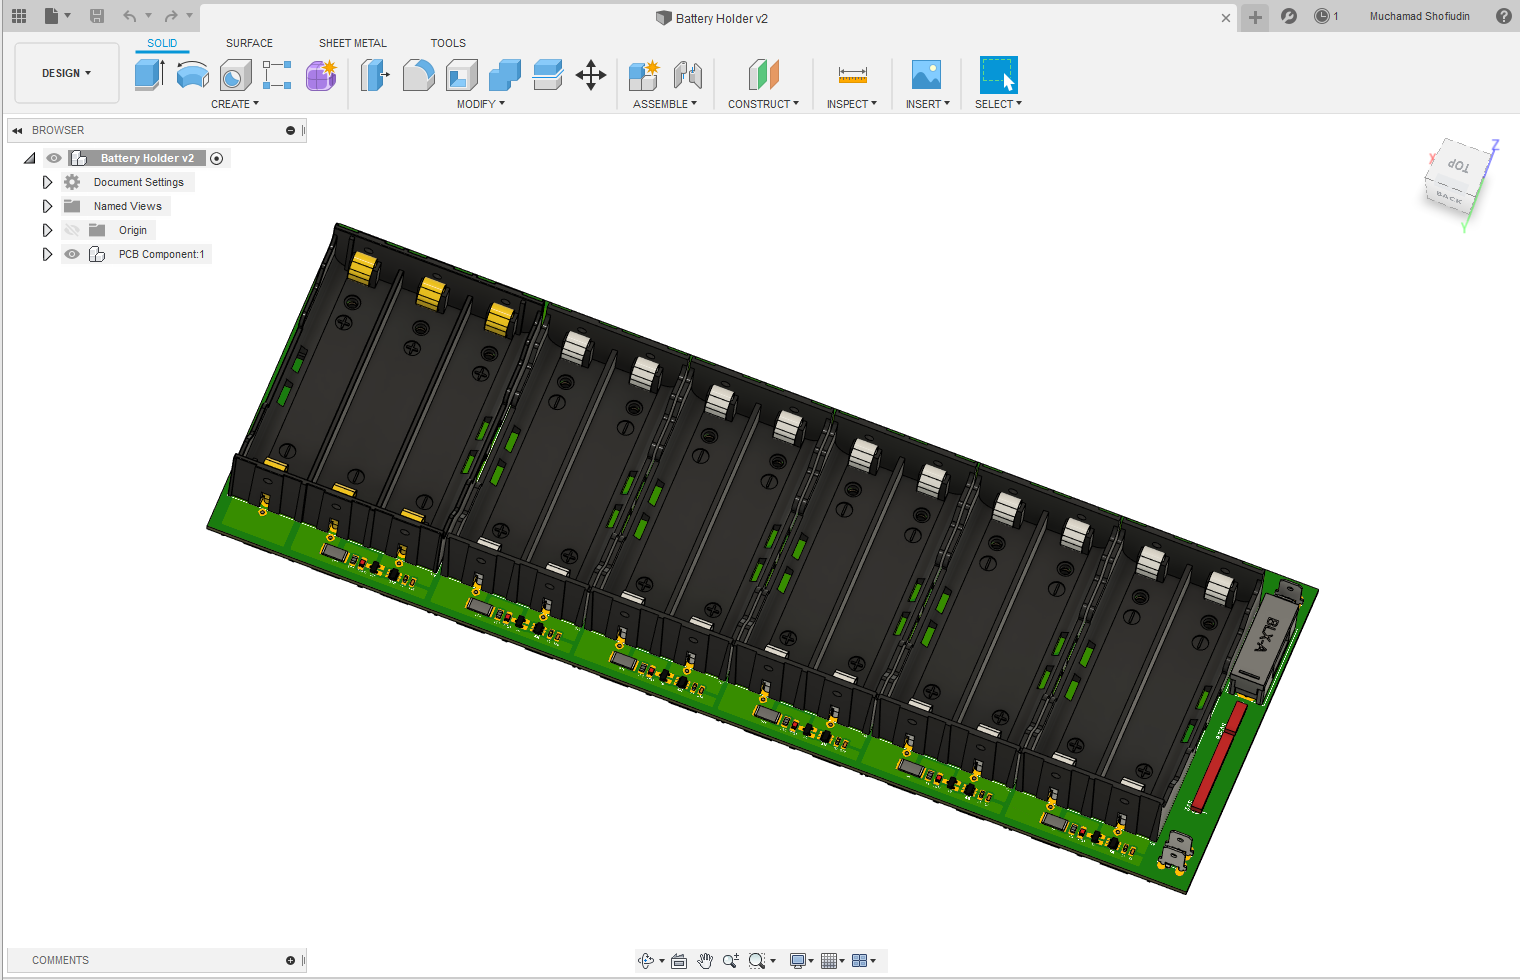 Battery Holder v2
1
Muchamad Shofiudin
SOLID
SURFACE
SHEET METAL
TOOLS
DESIGN
CREATE
MODIFY
ASSEMBLE
CONSTRUCT
INSPECT
INSERT
SELECT
BROWSER
Battery Holder v2
Document Settings
Named Views
Origin
PCB Component:1
TOP
BACK
X
Y
Z
BLX-A
COMMENTS